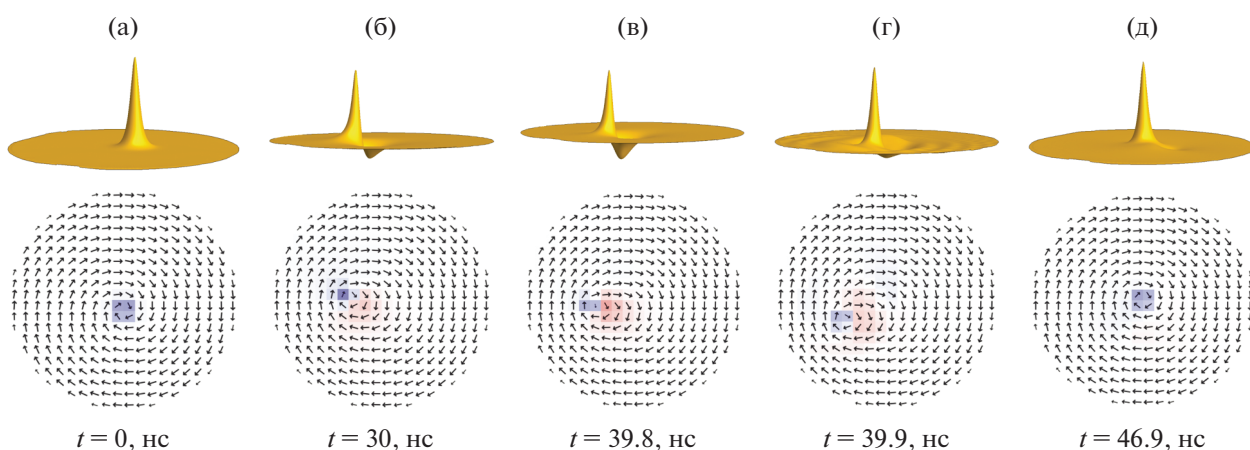 (а) (б) (в) (г) (д)
t = 0, нс t = 30, нс t = 39.8, нс t = 39.9, нс t = 46.9, нс